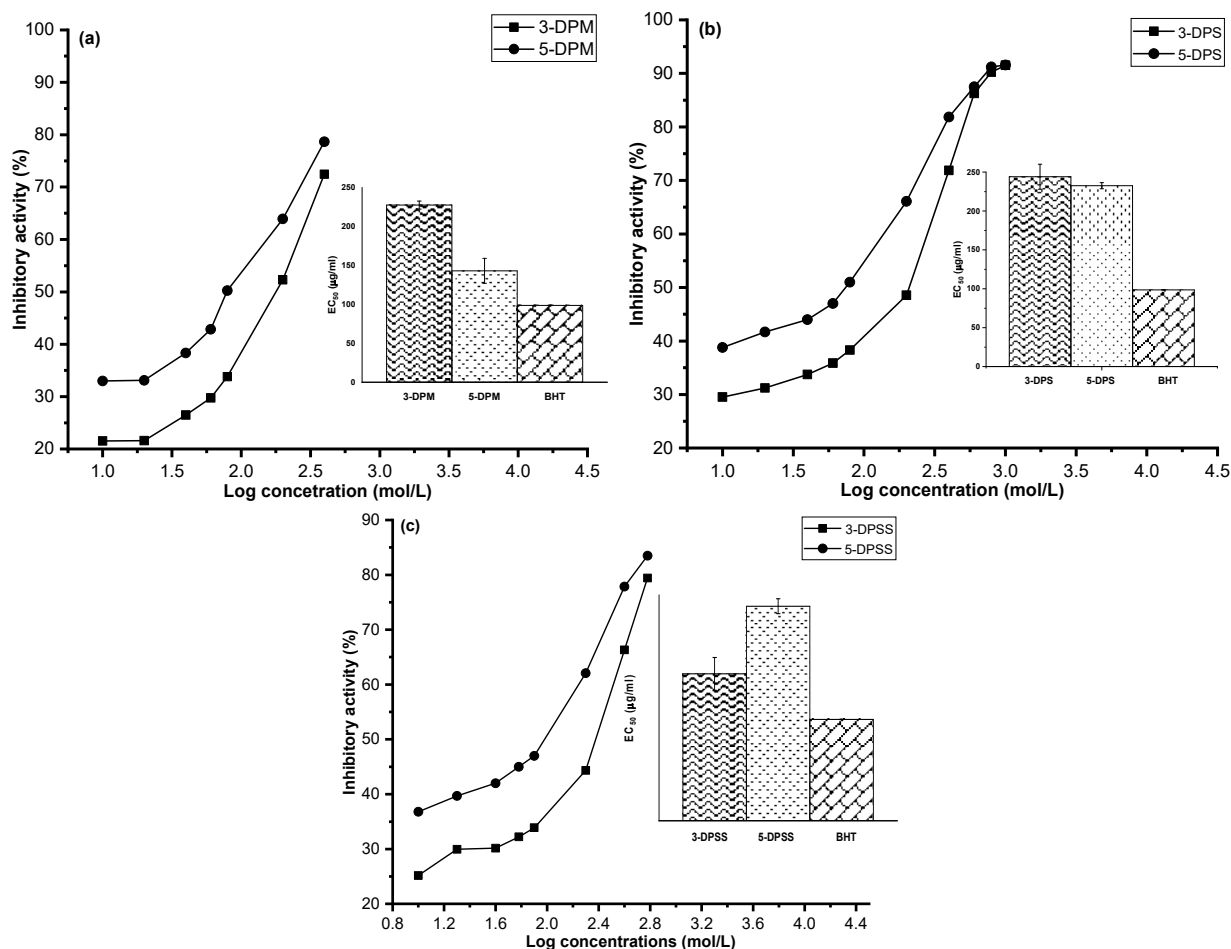 (a)
3-DPM
5-DPM
100
90
80
70
60
50
40
30
20
Inhibitory activity (%)
1.0 1.5 2.0 2.5 3.0 3.5 4.0 4.5
Log concetration (mol/L)
250
200
150
100
50
0
EC50 (µg/ml)
3-DPM 5-DPM BHT
(b)
3-DPS
5-DPS
100
90
80
70
60
50
40
30
20
Inhibitory activity (%)
1.0 1.5 2.0 2.5 3.0 3.5 4.0 4.5
Log concentration (mol/L)
250
200
150
100
50
0
EC50 (µg/ml)
3-DPS 5-DPS BHT
(c)
3-DPSS
5-DPSS
90
80
70
60
50
40
30
20
Inhibitory activity (%)
0.8 1.2 1.6 2.0 2.4 2.8 3.2 3.6 4.0 4.4
Log concentrations (mol/L)
EC 50 (µg/ml)
3-DPSS 5-DPSS BHT